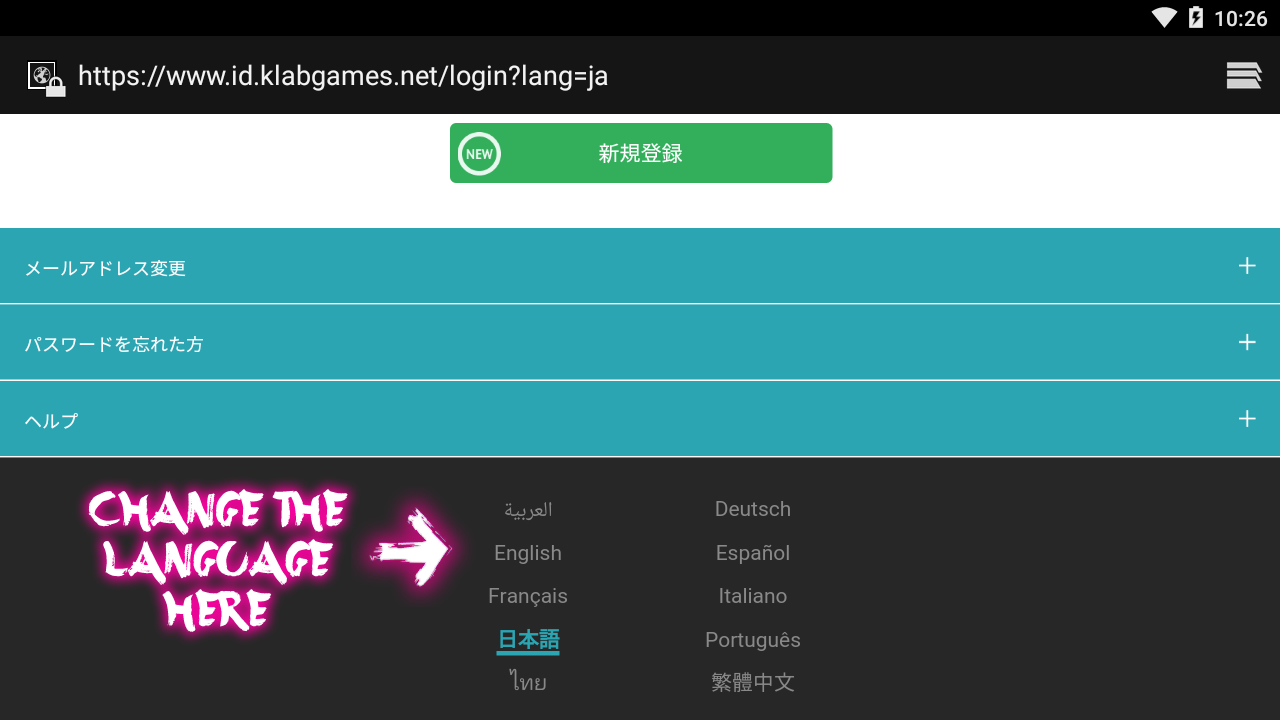 10:26
https://www.id.klabgames.net/login?lang=ja
NEW 新規登録
メールアドレス変更
パスワードを忘れた方
ヘルプ
CHANGE THE
LANGUAGE
HERE
العربية
Deutsch
English
Español
Français
Italiano
日本語
Português
ไทย
繁體中文